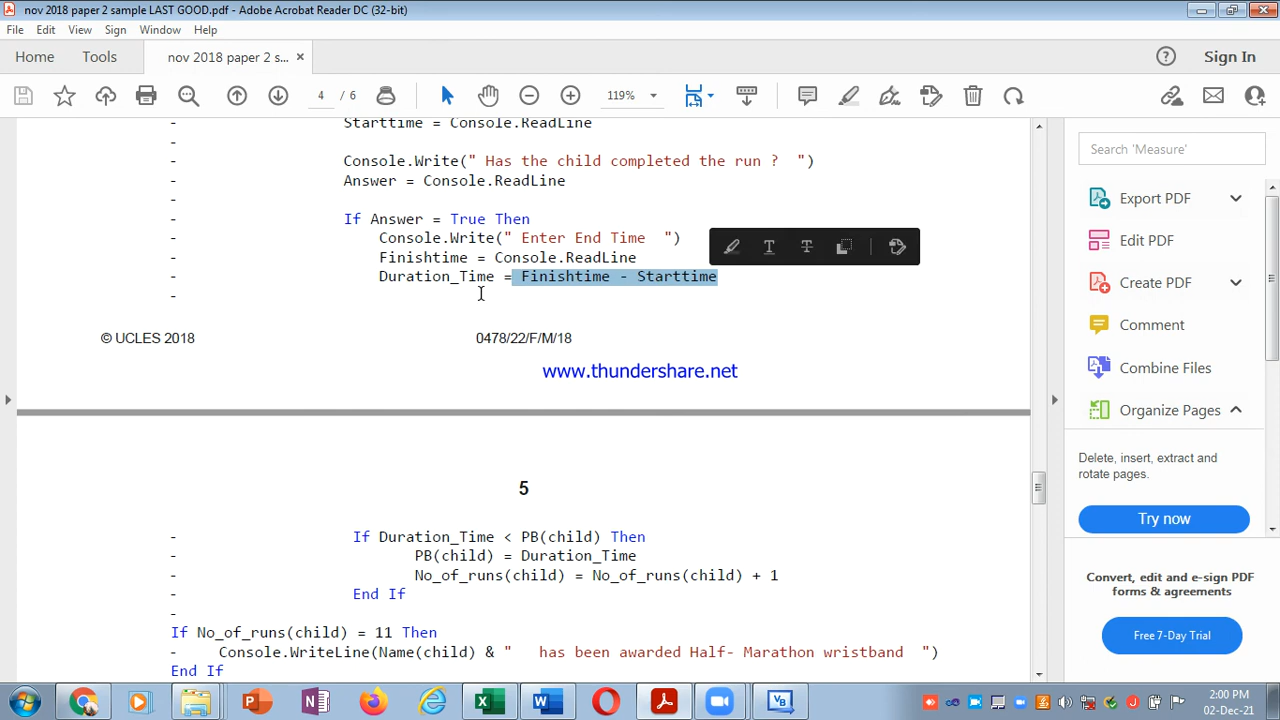 nov 2018 paper 2 sample LAST GOOD.pdf - Adobe Acrobat Reader DC (32-bit)
File Edit View Sign Window Help
Home Tools nov 2018 paper 2 s... × Sign In
4 / 6 119%
- Starttime = Console.ReadLine
-
- Console.Write(" Has the child completed the run ? ")
- Answer = Console.ReadLine
-
- If Answer = True Then
- Console.Write(" Enter End Time ")
- Finishtime = Console.ReadLine
- Duration_Time = Finishtime - Starttime
-
© UCLES 2018 0478/22/F/M/18
www.thundershare.net
5
- If Duration_Time < PB(child) Then
- PB(child) = Duration_Time
- No_of_runs(child) = No_of_runs(child) + 1
- End If
-
If No_of_runs(child) = 11 Then
- Console.WriteLine(Name(child) & " has been awarded Half- Marathon wristband ")
End If
Search 'Measure'
Export PDF
Edit PDF
Create PDF
Comment
Combine Files
Organize Pages
Delete, insert, extract and
rotate pages.
Try now
Convert, edit and e-sign PDF
forms & agreements
Free 7-Day Trial
2:00 PM
02-Dec-21